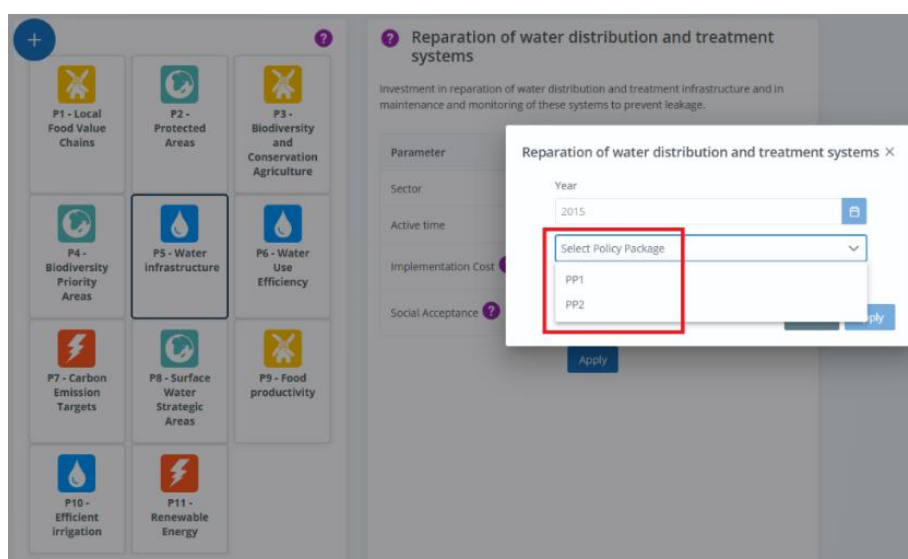 +
?
P1 - Local
Food Value
Chains
P2 -
Protected
Areas
P3 -
Biodiversity
and
Conservation
Agriculture
P4 -
Biodiversity
Priority
Areas
P5 - Water
infrastructure
P6 - Water
Use
Efficiency
P7 - Carbon
Emission
Targets
P8 - Surface
Water
Strategic
Areas
P9 - Food
productivity
P10 -
Efficient
irrigation
P11 -
Renewable
Energy
? Reparation of water distribution and treatment
systems
Investment in reparation of water distribution and treatment infrastructure and in
maintenance and monitoring of these systems to prevent leakage.
Parameter
Sector
Active time
Implementation Cost
Social Acceptance ?
Apply
Reparation of water distribution and treatment systems ×
Year
2015
Select Policy Package
PP1
PP2